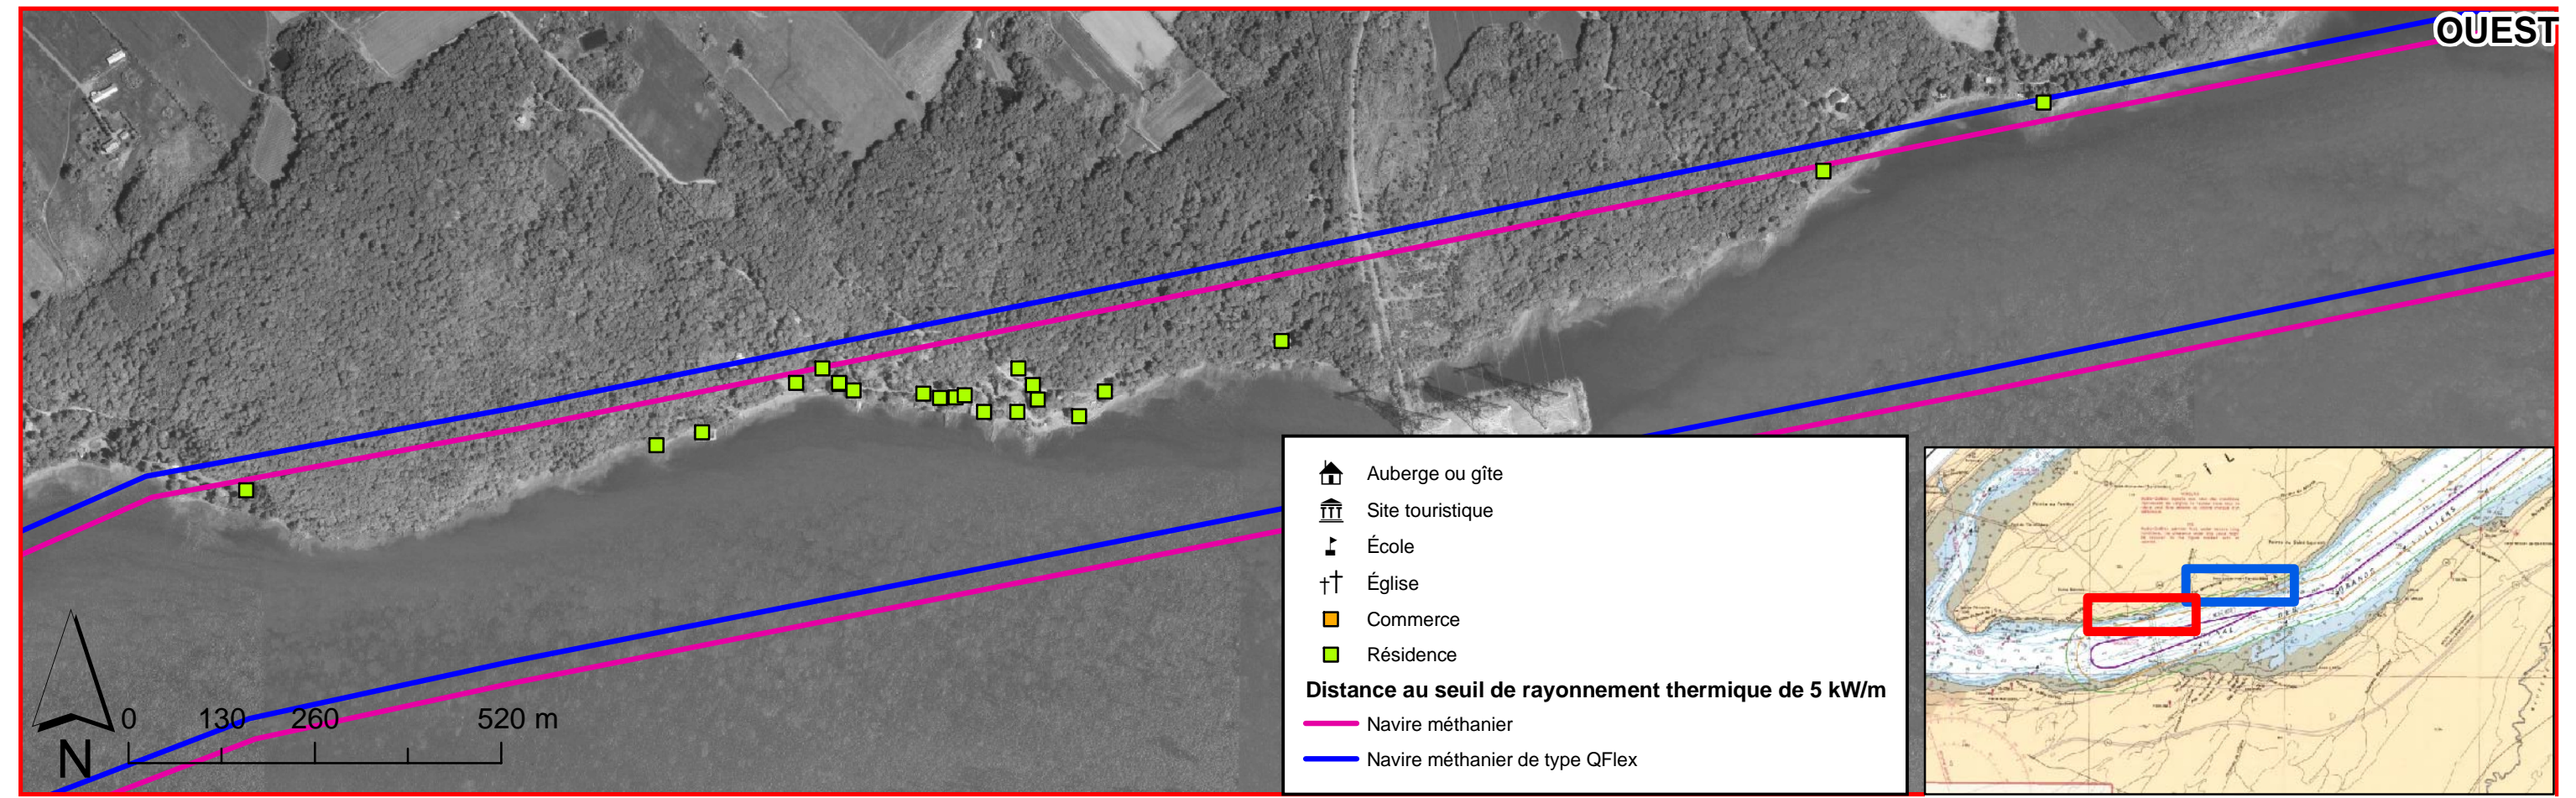 OUEST
Auberge ou gîte
Site touristique
École
Église
Commerce
Résidence
Distance au seuil de rayonnement thermique de 5 kW/m
Navire méthanier
Navire méthanier de type QFlex
0 130 260 520 m
N